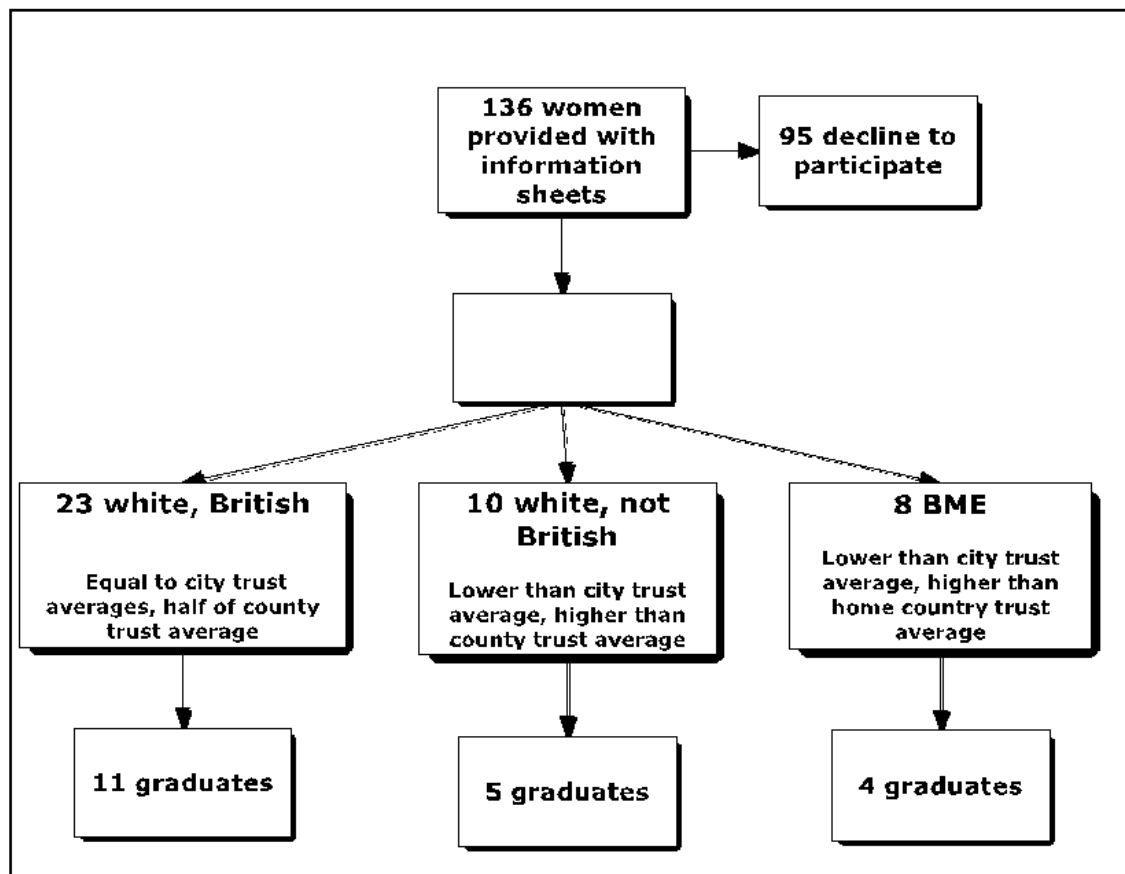 136 women
provided with
information
sheets
95 decline to
participate
23 white, British
Equal to city trust
averages, half of county
trust average
10 white, not
British
Lower than city trust
average, higher than
county trust average
8 BME
Lower than city trust
average, higher than
home country trust
average
11 graduates
5 graduates
4 graduates